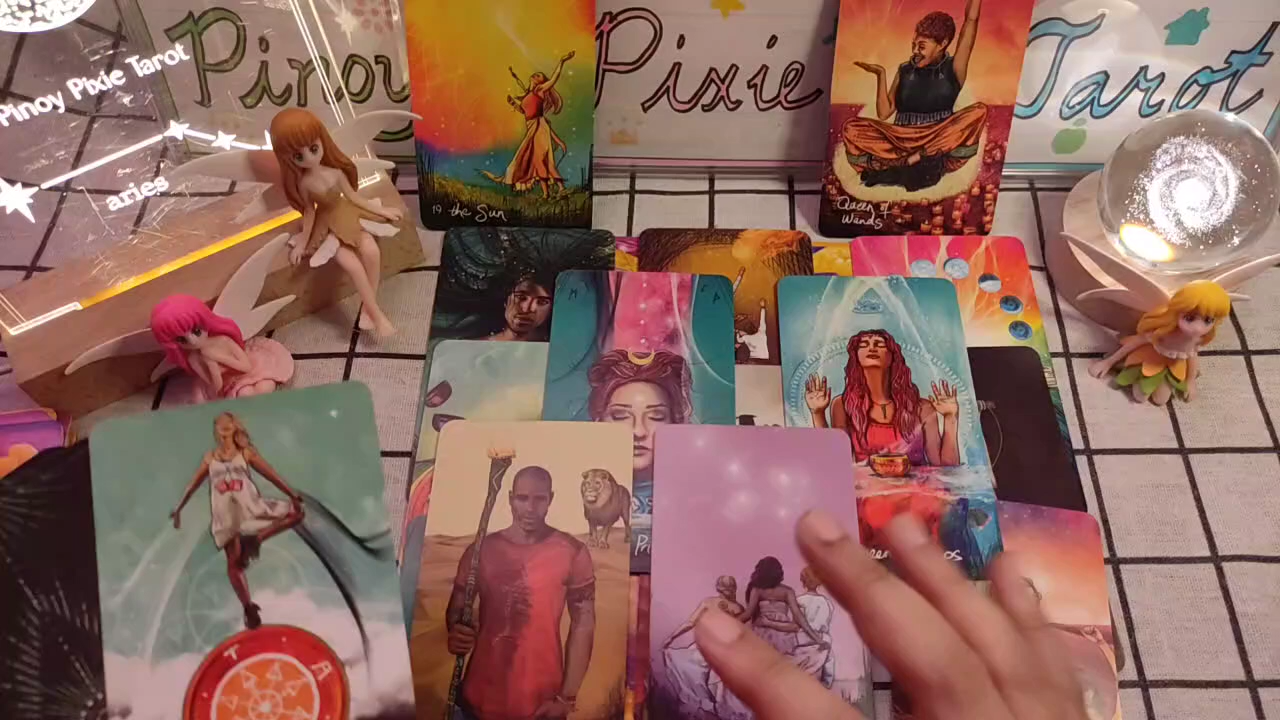 Pinoy Pixie Tarot
Pinoy Pixie Tarot
aries
19 the Sun
Queen of
Wands
T A